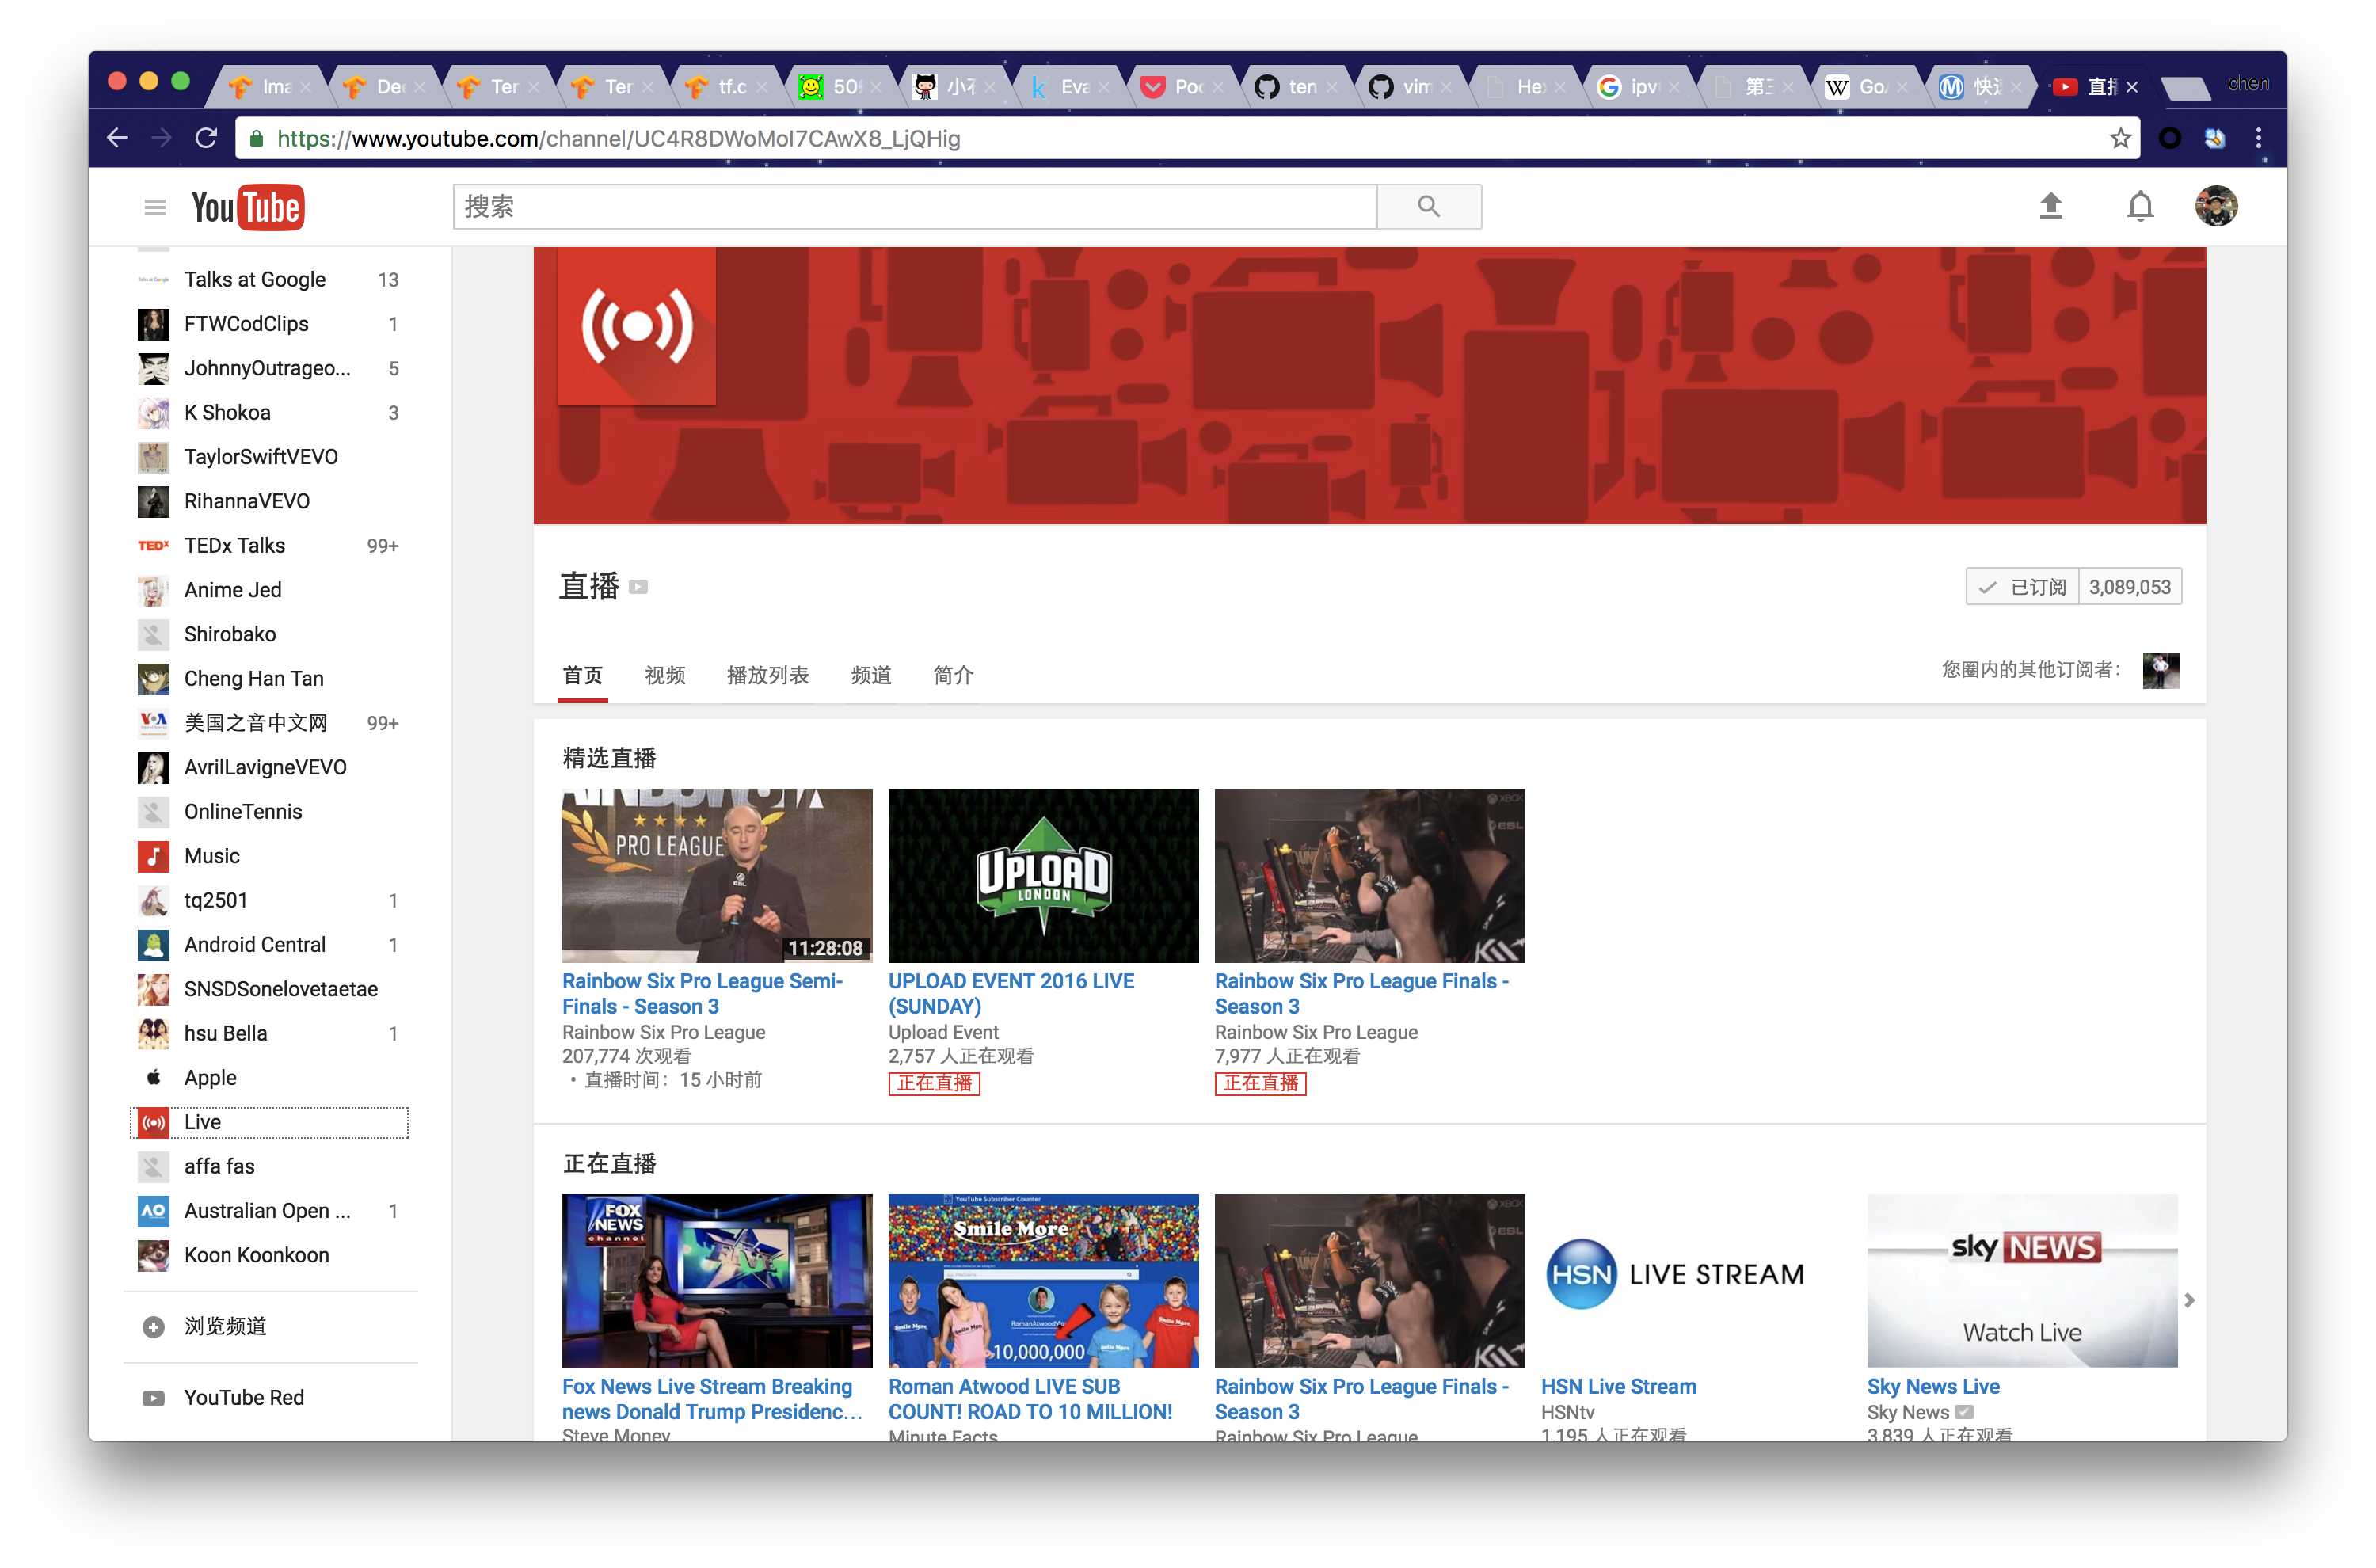 Ima
De
Ter
Ter
tf.c
50
小
Eva
Poc
ten
vim
He
ipv
第三
Go
快
直播
chen
https://www.youtube.com/channel/UC4R8DWoMoI7CAwX8_LjQHig
YouTube
搜索
Talks at Google 13
FTWCodClips 1
JohnnyOutrageo... 5
K Shokoa 3
TaylorSwiftVEVO
RihannaVEVO
TEDx Talks 99+
Anime Jed
Shirobako
Cheng Han Tan
美国之音中文网 99+
AvrilLavigneVEVO
OnlineTennis
Music
tq2501 1
Android Central 1
SNSDSonelovetaetae
hsu Bella 1
Apple
Live
affa fas
Australian Open ... 1
Koon Koonkoon
浏览频道
YouTube Red
直播
已订阅 3,089,053
首页 视频 播放列表 频道 简介
您圈内的其他订阅者：
精选直播
PRO LEAGUE
11:28:08
Rainbow Six Pro League Semi-
Finals - Season 3
Rainbow Six Pro League
207,774 次观看
• 直播时间：15 小时前
UPLOAD
LONDON
UPLOAD EVENT 2016 LIVE
(SUNDAY)
Upload Event
2,757 人正在观看
正在直播
XBOX
ESL
Rainbow Six Pro League Finals -
Season 3
Rainbow Six Pro League
7,977 人正在观看
正在直播
正在直播
FOX
NEWS
channel
Fox News Live Stream Breaking
news Donald Trump Presidenc...
Steve Money
YouTube Subscriber Counter
Smile More
RomanAtwood
10,000,000
Roman Atwood LIVE SUB
COUNT! ROAD TO 10 MILLION!
Minute Facts
XBOX
ESL
Rainbow Six Pro League Finals -
Season 3
Rainbow Six Pro League
HSN LIVE STREAM
HSN Live Stream
HSNtv
1,195 人正在观看
sky NEWS
Watch Live
Sky News Live
Sky News
3,839 人正在观看